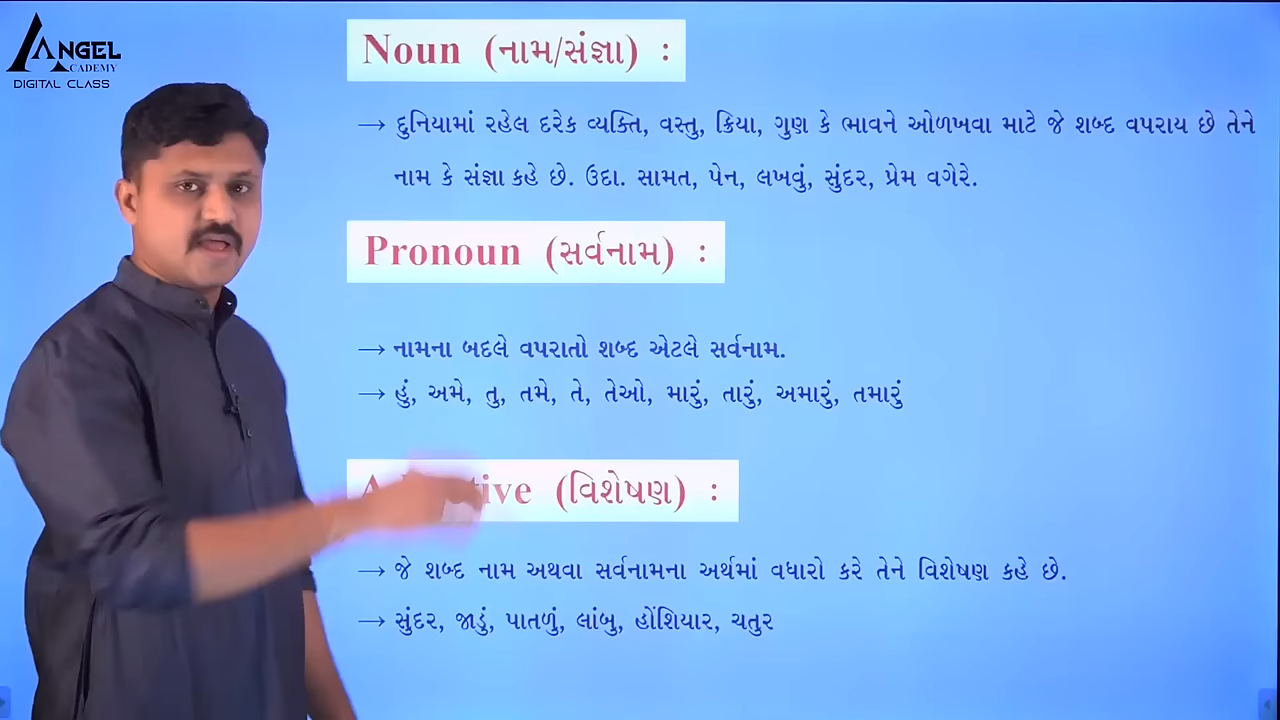 ANGEL
ACADEMY
DIGITAL CLASS
Noun (નામ/સંજ્ઞા) :
→ દુનિયામાં રહેલ દરેક વ્યક્તિ, વસ્તુ, ક્રિયા, ગુણ કે ભાવને ઓળખવા માટે જે શબ્દ વપરાય છે તેને
નામ કે સંજ્ઞા કહે છે. ઉદા. સામત, પેન, લખવું, સુંદર, પ્રેમ વગેરે.
Pronoun (સર્વનામ) :
→ નામના બદલે વપરાતો શબ્દ એટલે સર્વનામ.
→ હું, અમે, તુ, તમે, તે, તેઓ, મારું, તારું, અમારું, તમારું
(વિશેષણ) :
→ જે શબ્દ નામ અથવા સર્વનામના અર્થમાં વધારો કરે તેને વિશેષણ કહે છે.
→ સુંદર, જાડું, પાતળું, લાંબુ, હોંશિયાર, ચતુર